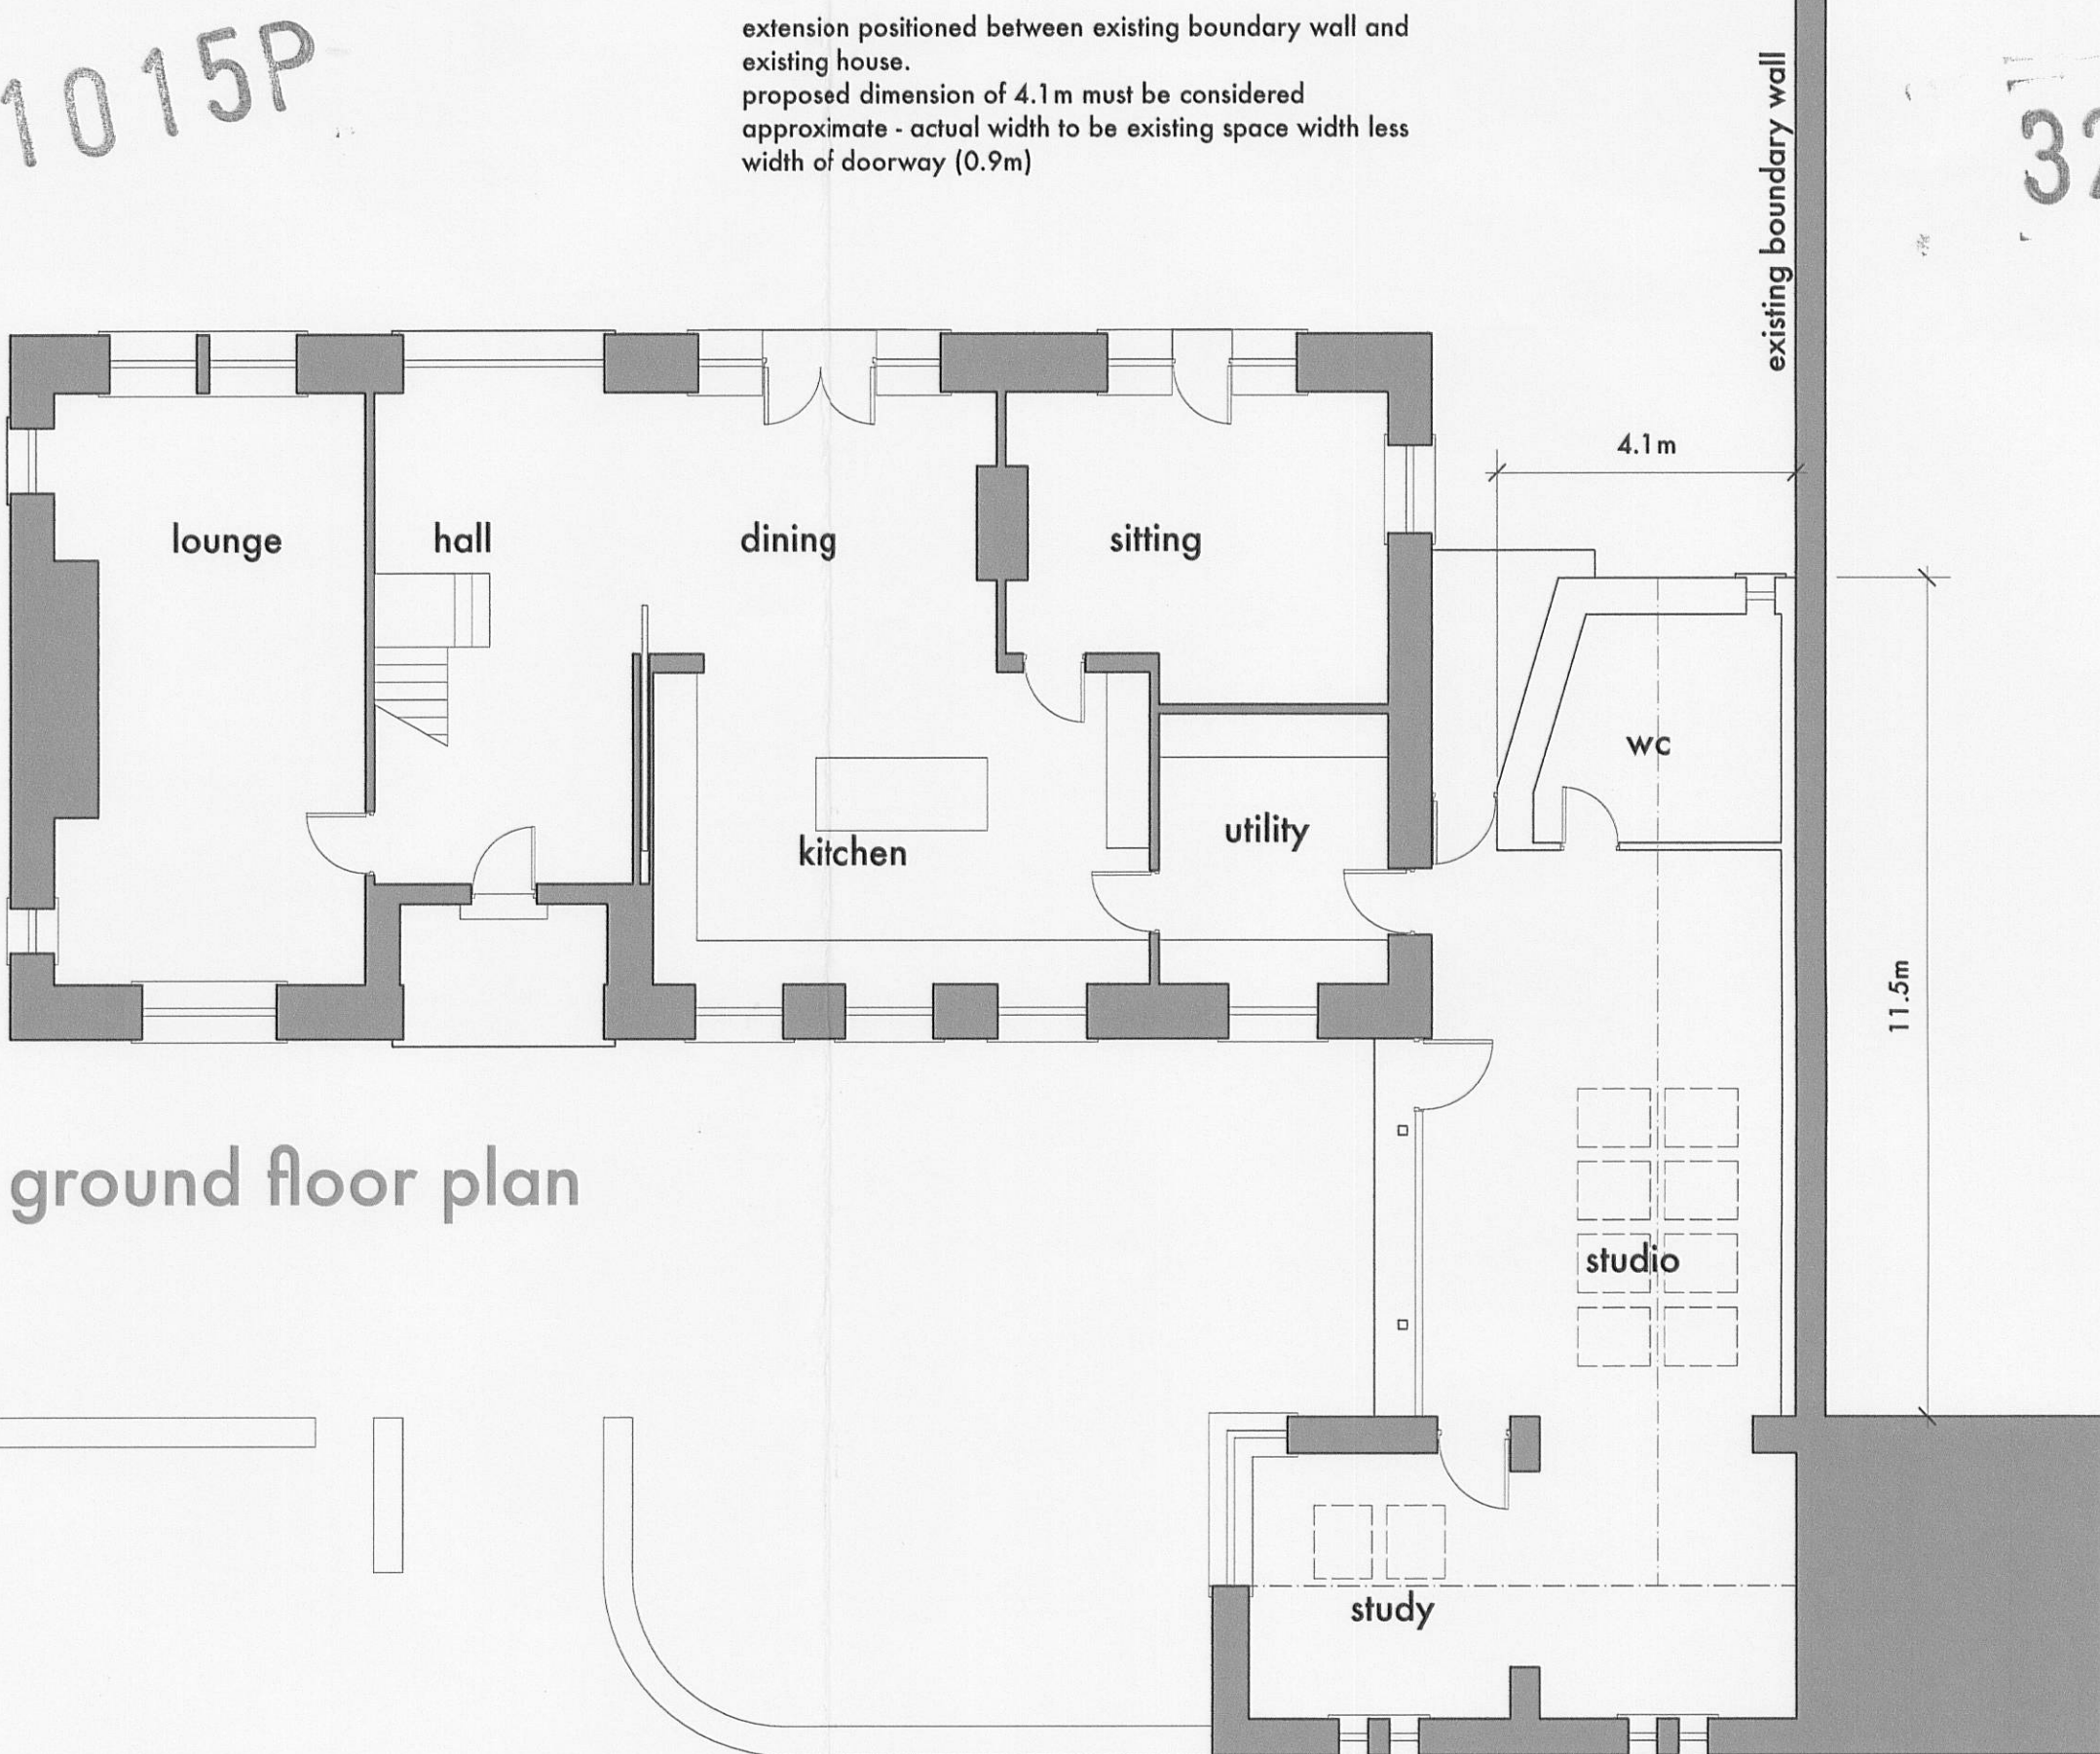 1015P
extension positioned between existing boundary wall and
existing house.
proposed dimension of 4.1m must be considered
approximate - actual width to be existing space width less
width of doorway (0.9m)
existing boundary wall
32
4.1m
lounge
hall
dining
sitting
wc
utility
kitchen
11.5m
ground floor plan
studio
study